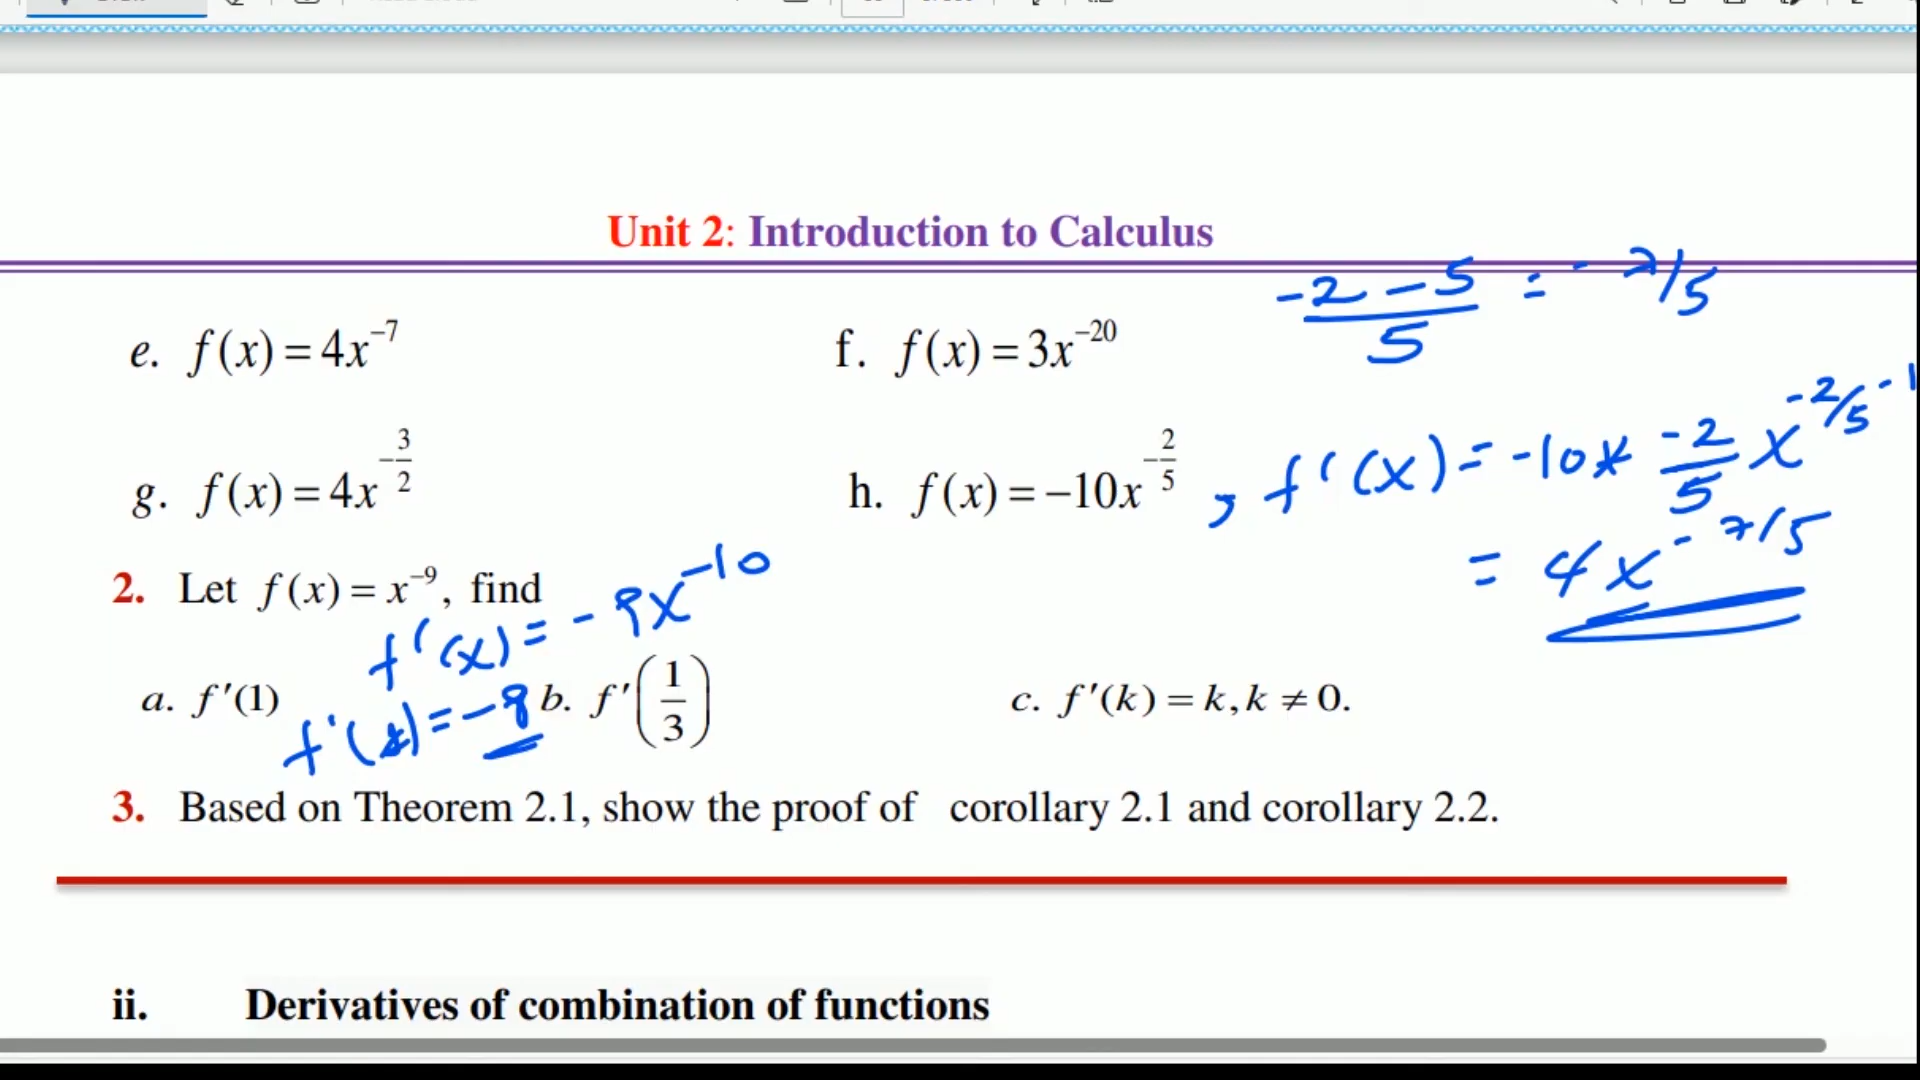 Unit 2: Introduction to Calculus
-2 - 5 / 5 = - 7/5
e. f(x) = 4x^{-7}
f. f(x) = 3x^{-20}
g. f(x) = 4x^{-3/2}
h. f(x) = -10x^{-2/5} , f'(x) = -10 * -2/5 x^{-2/5 - 1}
= 4x^{-7/5}
2. Let f(x) = x^{-9}, find
f'(x) = -9x^{-10}
a. f'(1)
b. f'(1/3)
c. f'(k) = k, k ≠ 0.
= -9
3. Based on Theorem 2.1, show the proof of corollary 2.1 and corollary 2.2.
ii. Derivatives of combination of functions